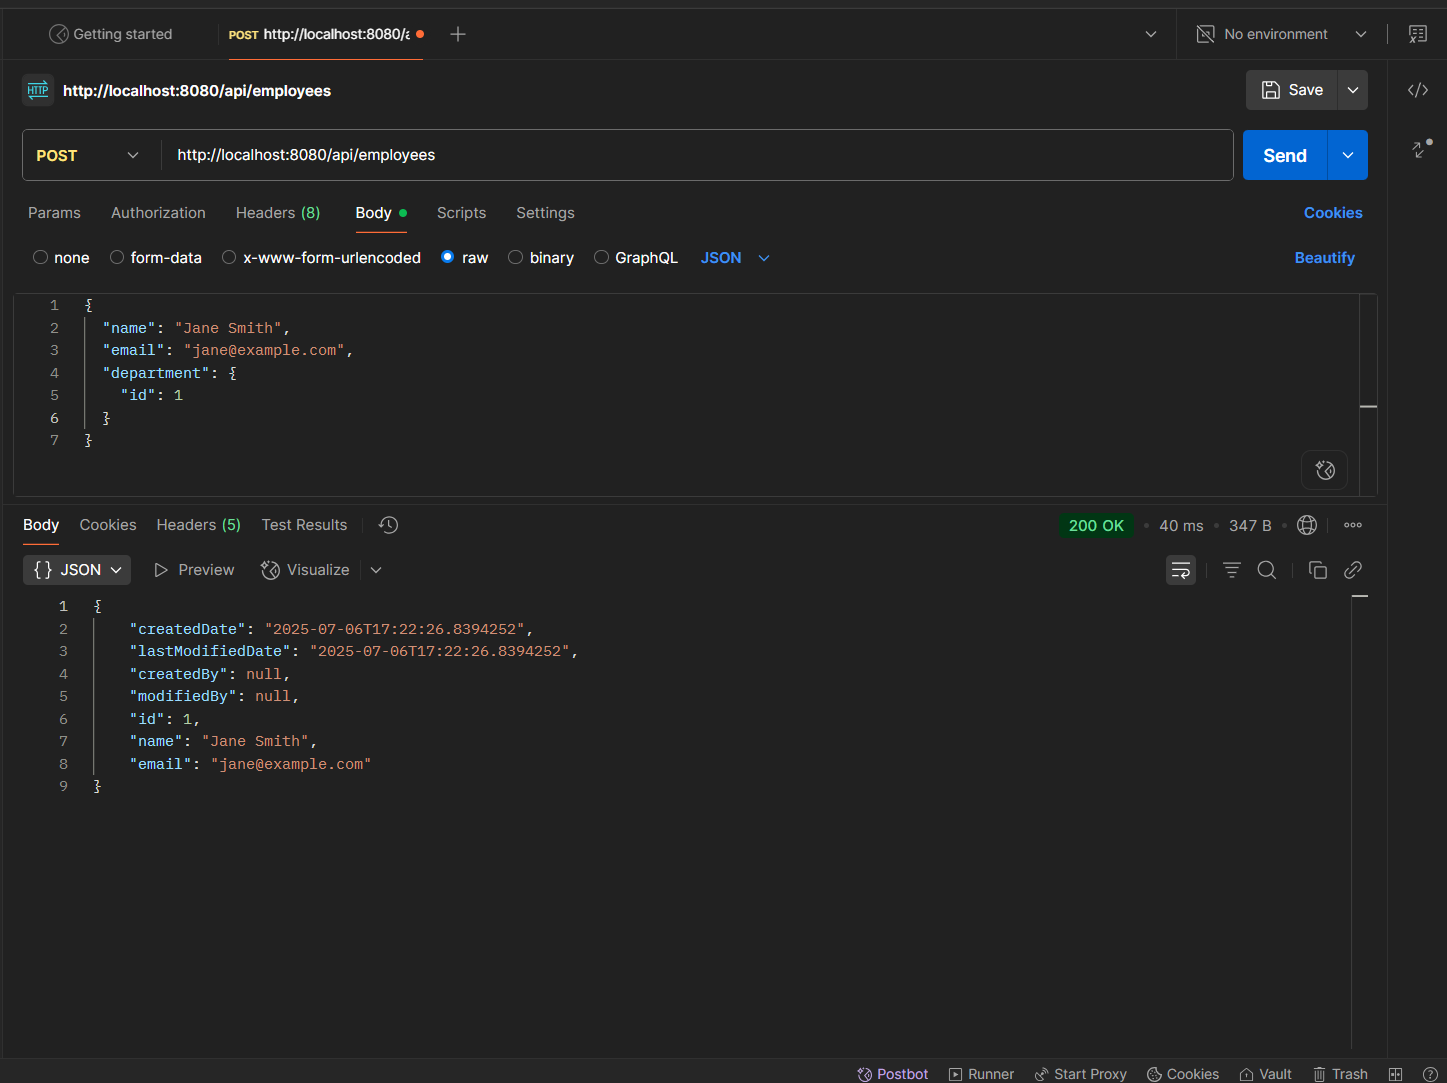 Getting started
POST http://localhost:8080/a
No environment
HTTP http://localhost:8080/api/employees
Save
POST http://localhost:8080/api/employees
Send
Params Authorization Headers (8) Body Scripts Settings Cookies
none form-data x-www-form-urlencoded raw binary GraphQL JSON Beautify
1 {
2 "name": "Jane Smith",
3 "email": "jane@example.com",
4 "department": {
5 "id": 1
6 }
7 }
Body Cookies Headers (5) Test Results 200 OK • 40 ms • 347 B
{} JSON Preview Visualize
1 {
2 "createdDate": "2025-07-06T17:22:26.8394252",
3 "lastModifiedDate": "2025-07-06T17:22:26.8394252",
4 "createdBy": null,
5 "modifiedBy": null,
6 "id": 1,
7 "name": "Jane Smith",
8 "email": "jane@example.com"
9 }
Postbot Runner Start Proxy Cookies Vault Trash